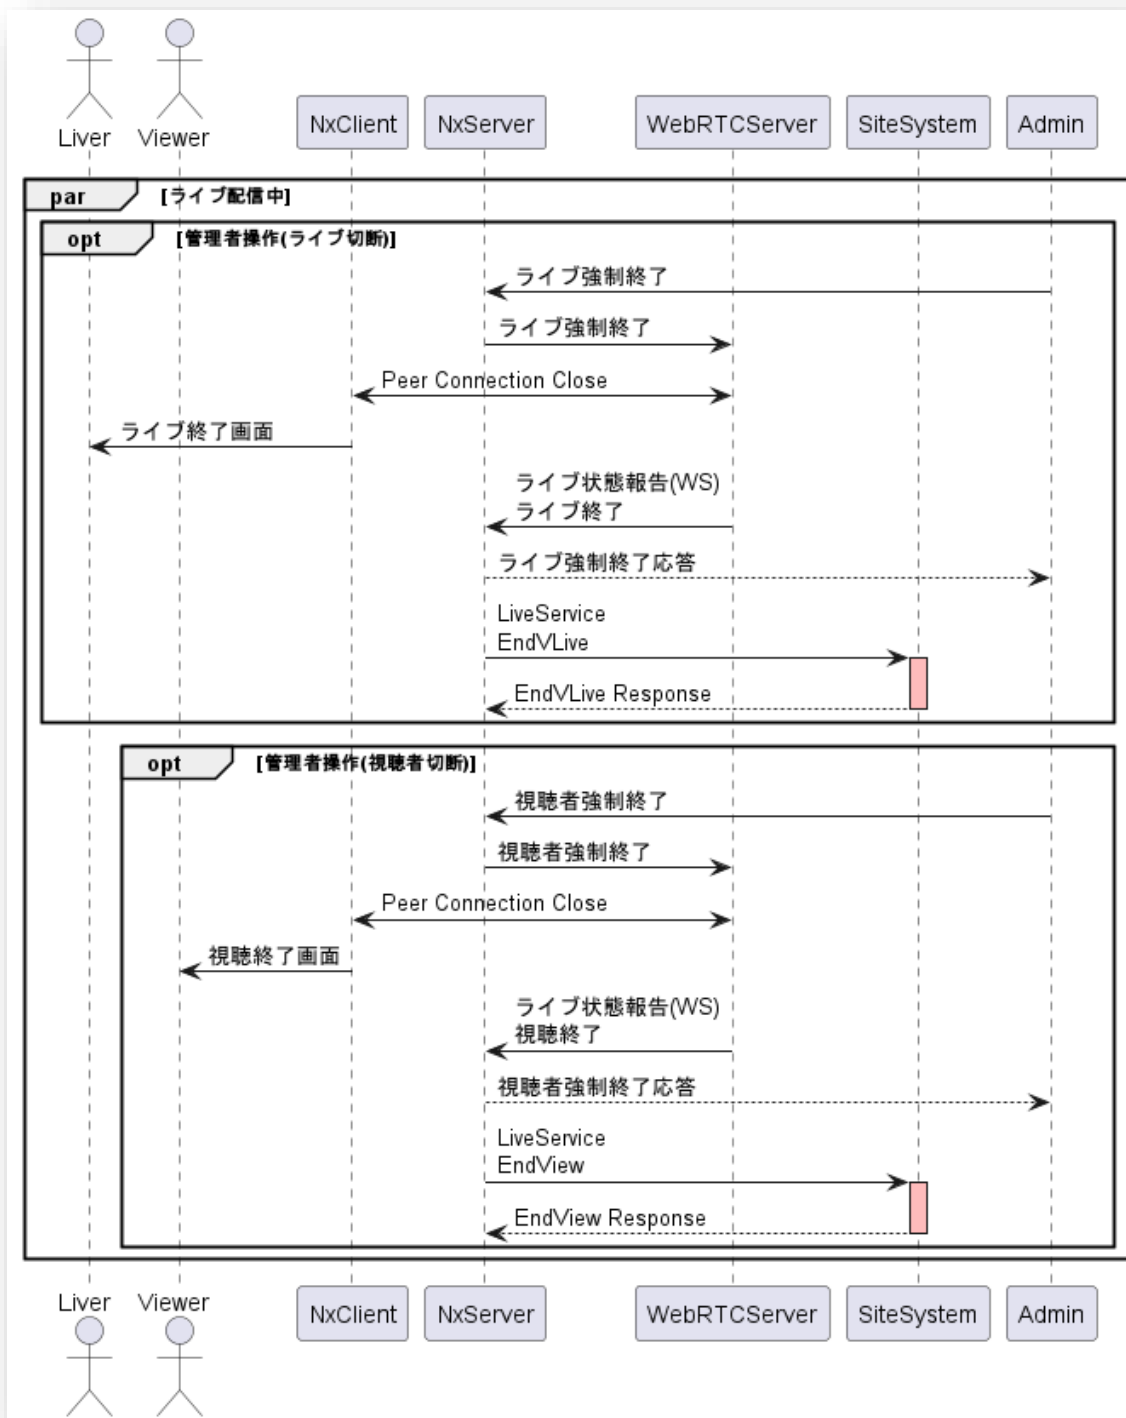 Liver Viewer NxClient NxServer WebRTCServer SiteSystem Admin
par [ライブ配信中]
opt [管理者操作(ライブ切断)]
ライブ強制終了
ライブ強制終了
Peer Connection Close
ライブ終了画面
ライブ状態報告(WS)
ライブ終了
ライブ強制終了応答
LiveService
EndVLive
EndVLive Response
opt [管理者操作(視聴者切断)]
視聴者強制終了
視聴者強制終了
Peer Connection Close
視聴終了画面
ライブ状態報告(WS)
視聴終了
視聴者強制終了応答
LiveService
EndView
EndView Response
Liver Viewer NxClient NxServer WebRTCServer SiteSystem Admin